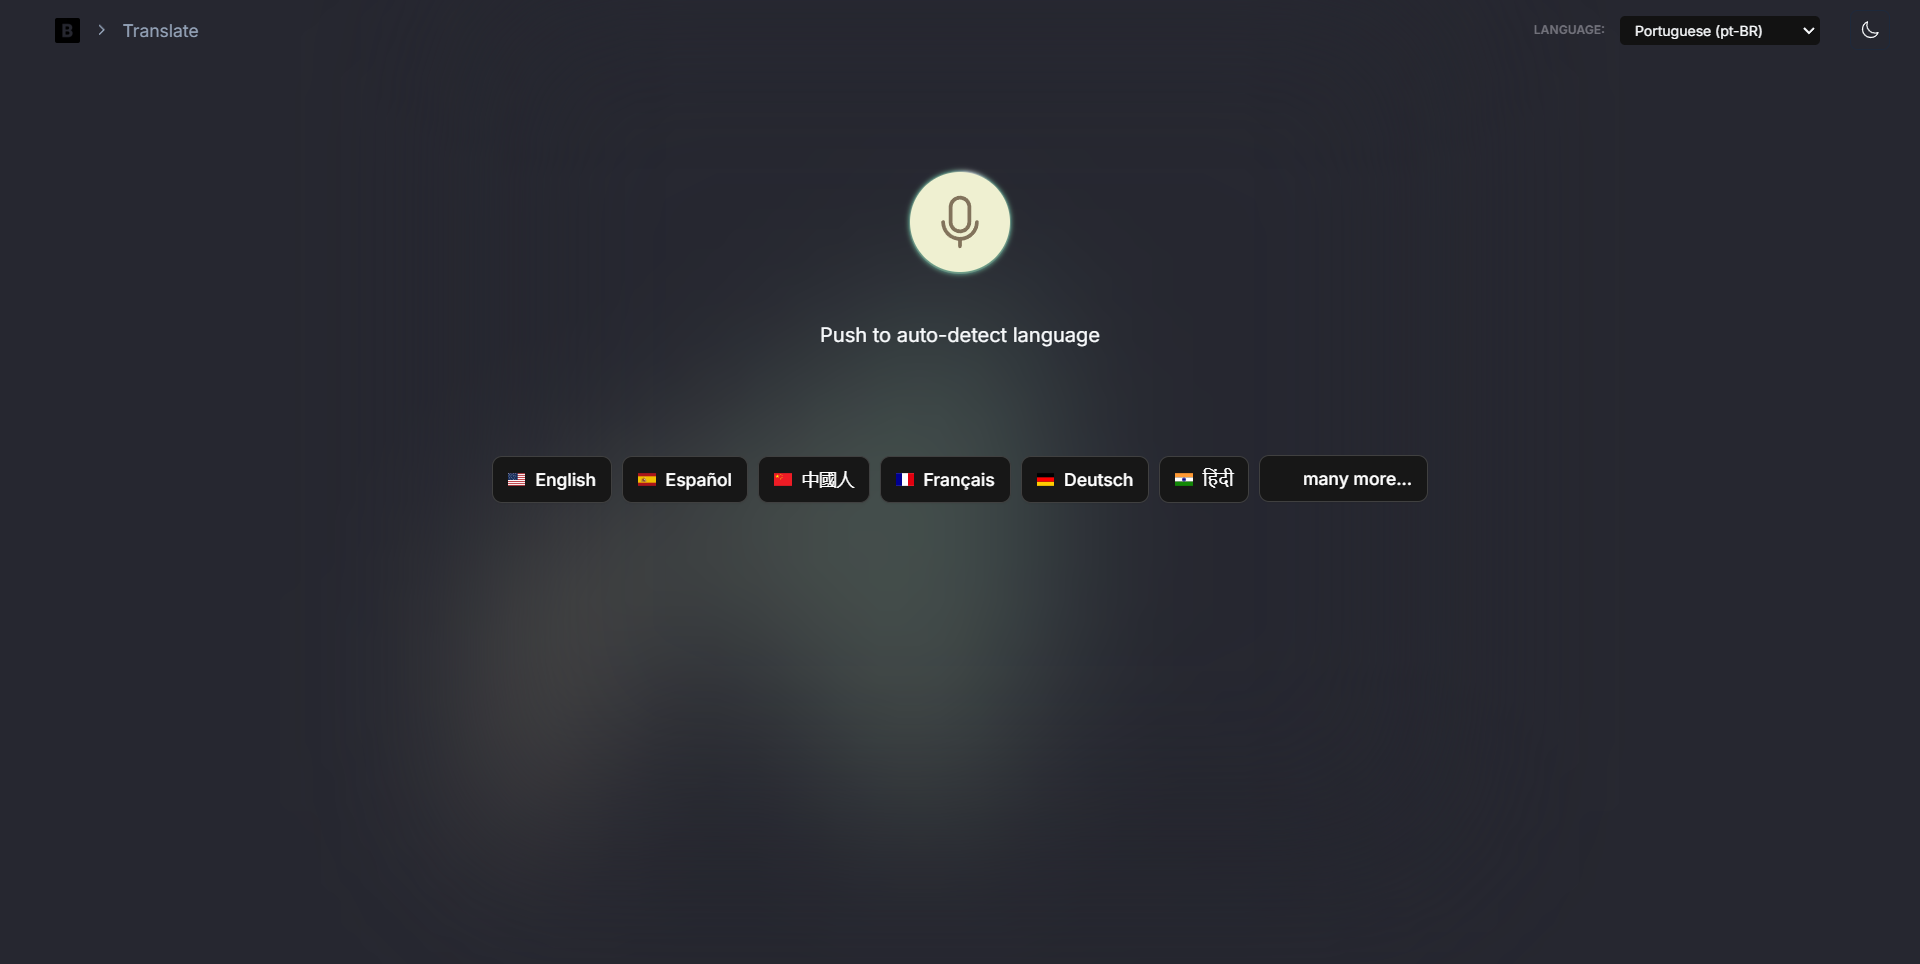 B
Translate
LANGUAGE: Portuguese (pt-BR)
Push to auto-detect language
English
Español
中國人
Français
Deutsch
हिंदी
many more...